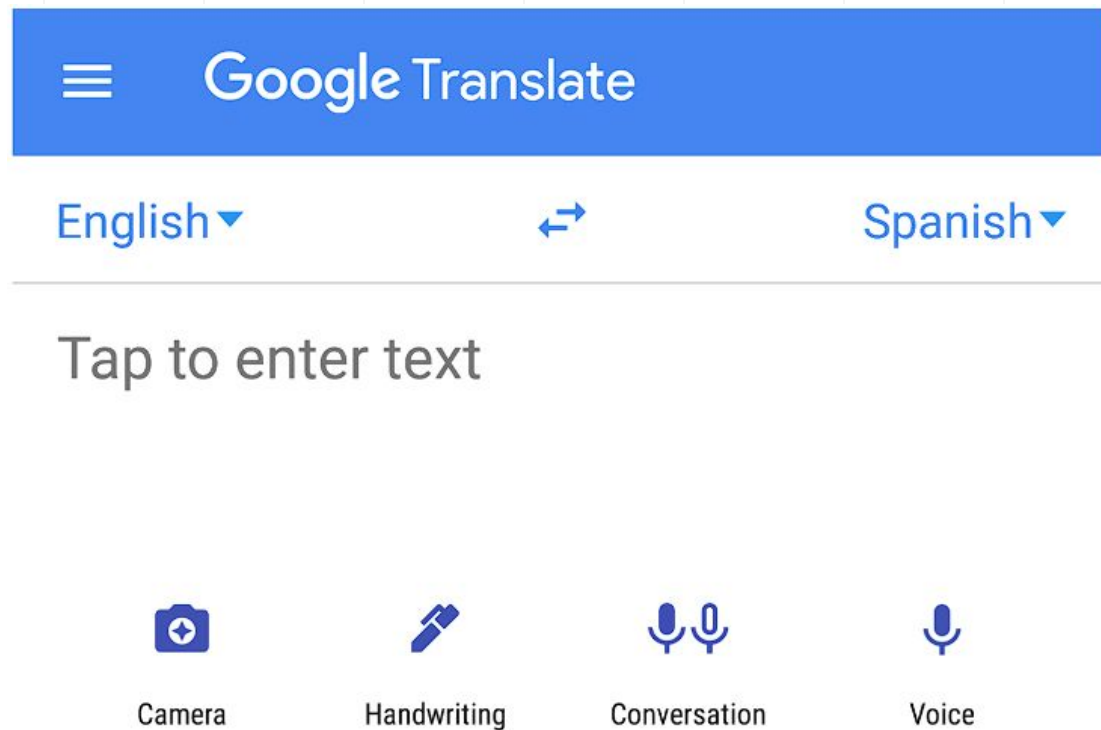 Google Translate
English Spanish
Tap to enter text
Camera Handwriting Conversation Voice